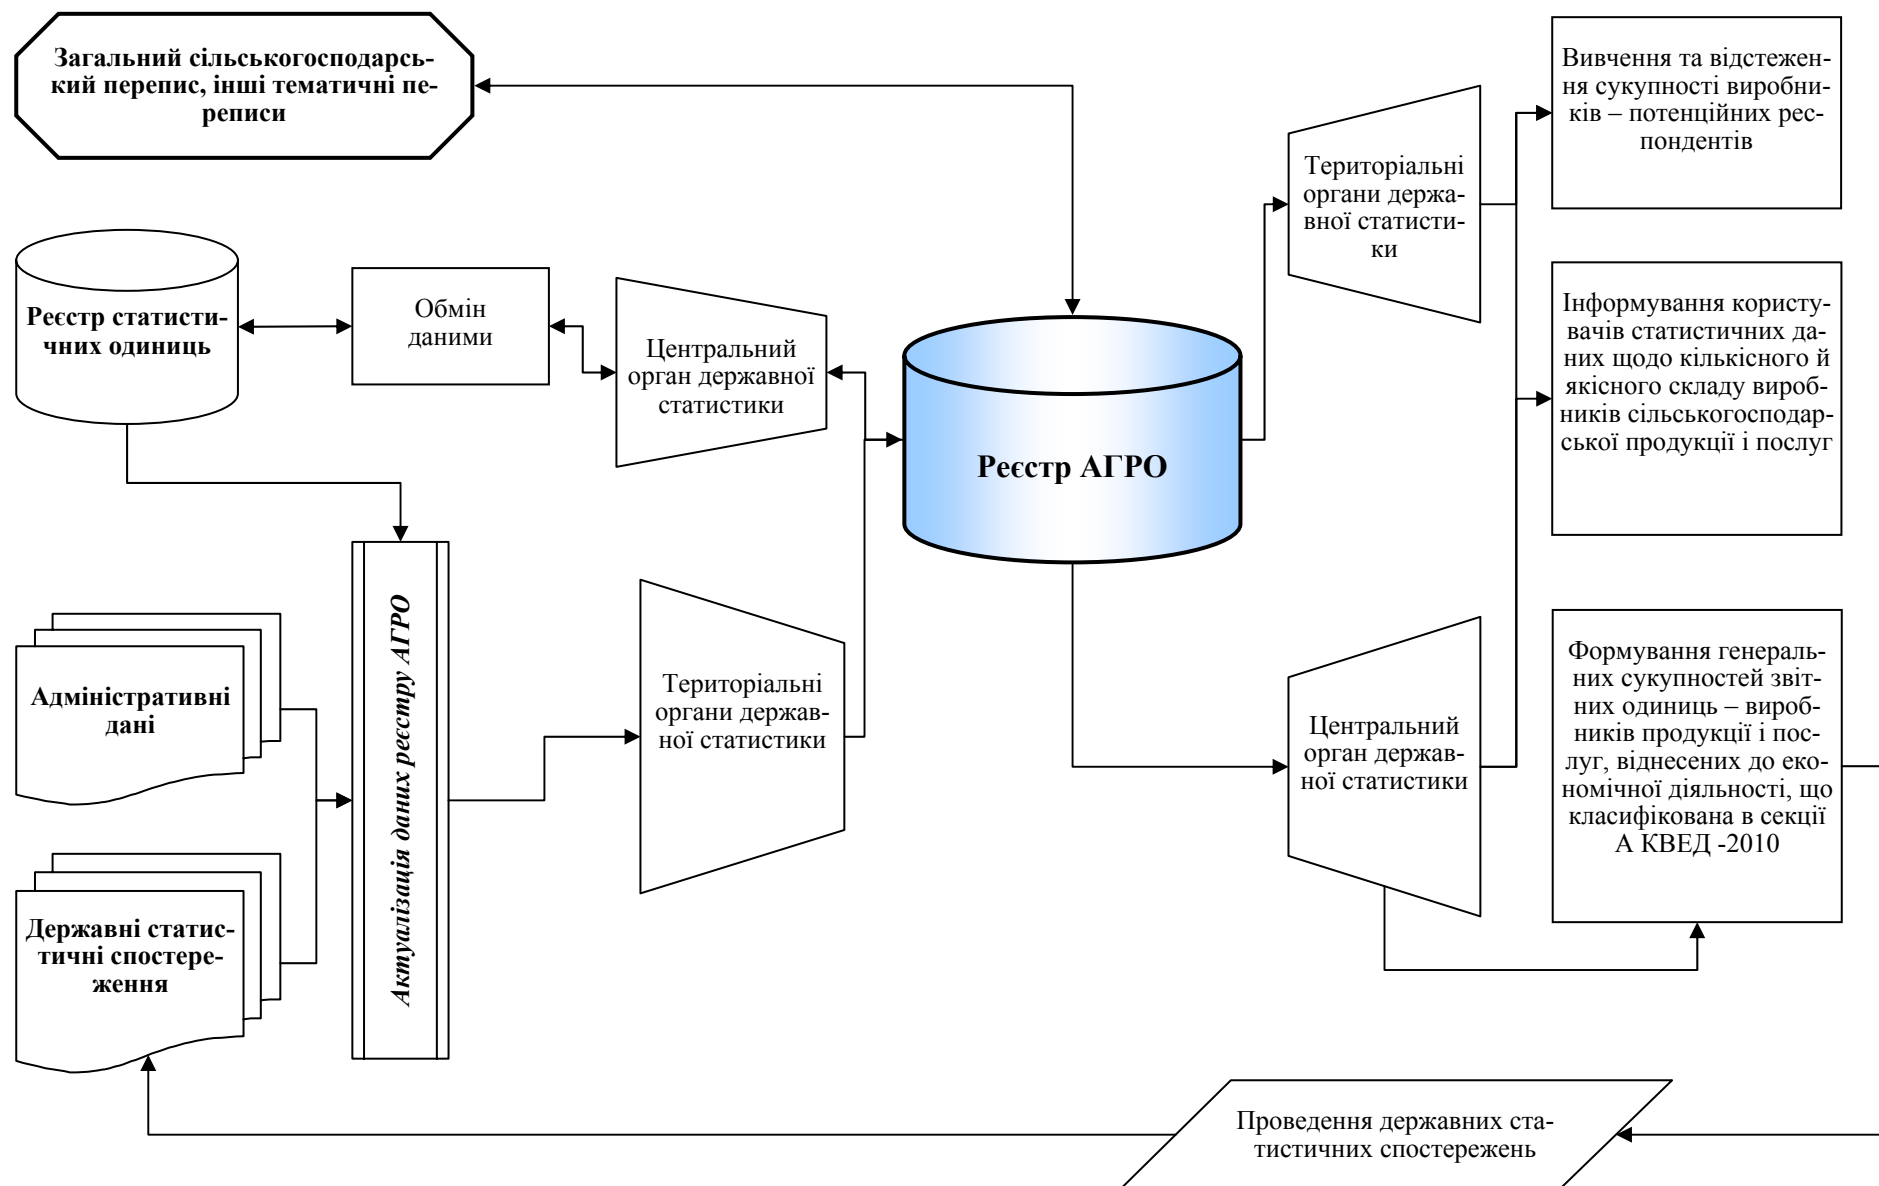 Загальний сільськогосподарсь-
кий перепис, інші тематичні пе-
реписи
Вивчення та відстежен-
ня сукупності виробни-
ків – потенційних рес-
пондентів
Територіальні
органи держа-
вної статисти-
ки
Реєстр статисти-
чних одиниць
Обмін
даними
Центральний
орган державної
статистики
Реєстр АГРО
Інформування користу-
вачів статистичних да-
них щодо кількісного й
якісного складу вироб-
ників сільськогосподар-
ської продукції і послуг
Адміністративні
дані
Державні статис-
тичні спостере-
ження
Актуалізація даних реєстру АГРО
Територіальні
органи держав-
ної статистики
Центральний
орган держав-
ної статистики
Формування генераль-
них сукупностей звіт-
них одиниць – вироб-
ників продукції і пос-
луг, віднесених до еко-
номічної діяльності, що
класифікована в секції
А КВЕД -2010
Проведення державних ста-
тистичних спостережень